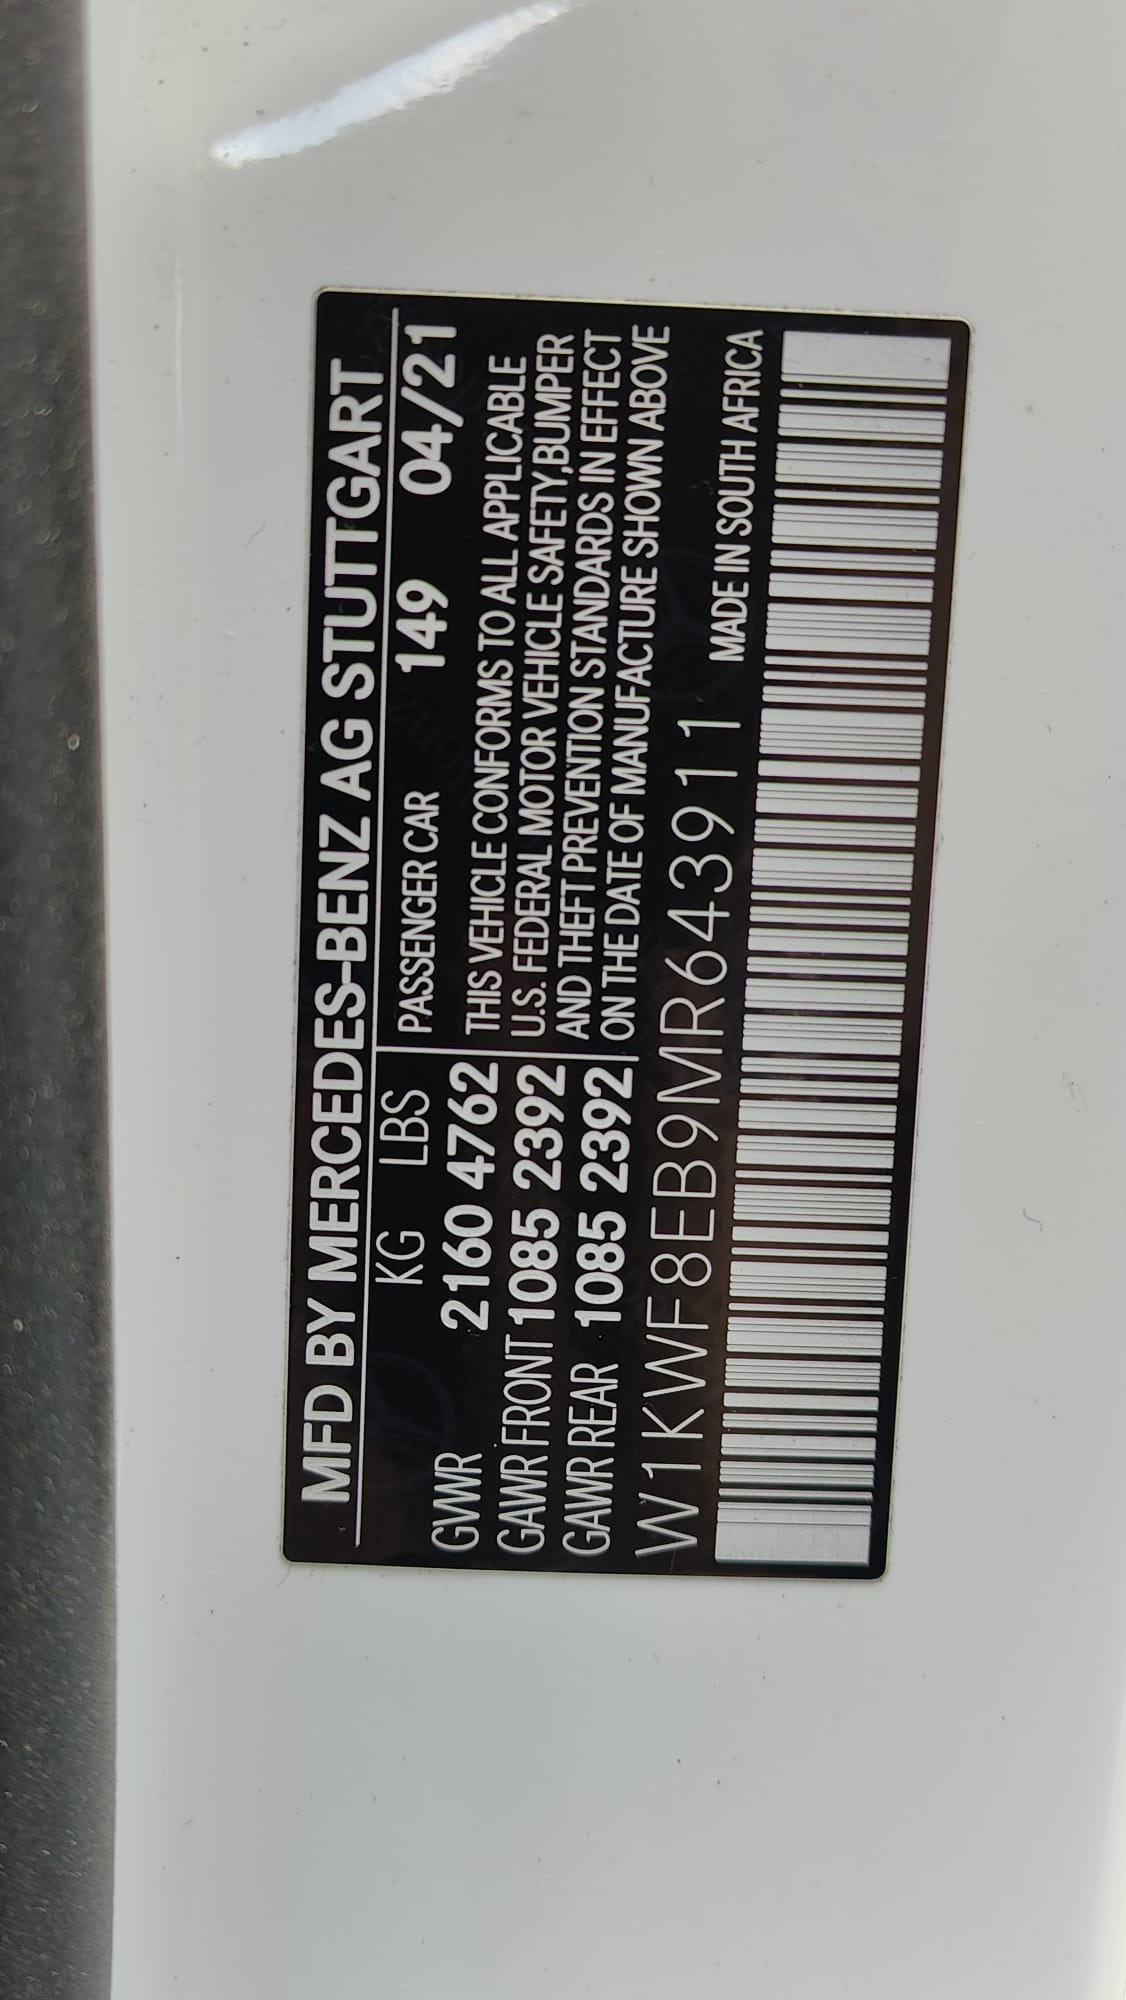 MFD BY MERCEDES-BENZ AG STUTTGART
KG LBS PASSENGER CAR 149 04/21
GVWR 2160 4762 THIS VEHICLE CONFORMS TO ALL APPLICABLE
GAWR FRONT 1085 2392 U.S. FEDERAL MOTOR VEHICLE SAFETY,BUMPER
GAWR REAR 1085 2392 AND THEFT PREVENTION STANDARDS IN EFFECT
ON THE DATE OF MANUFACTURE SHOWN ABOVE
W1KWF8EB9MR643911 MADE IN SOUTH AFRICA